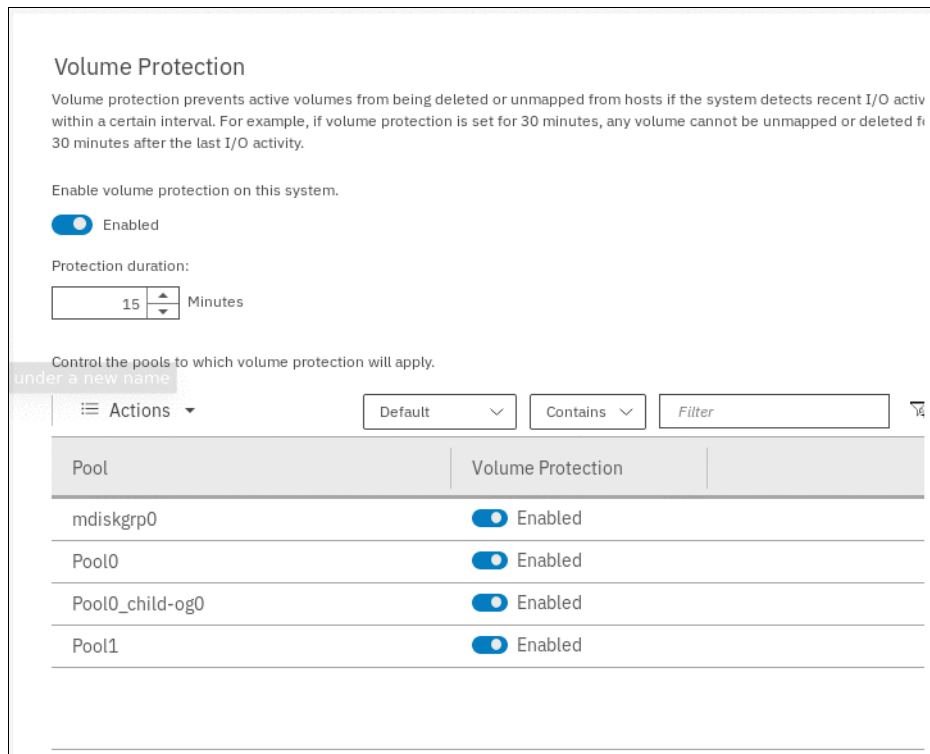 Volume Protection
Volume protection prevents active volumes from being deleted or unmapped from hosts if the system detects recent I/O activ
within a certain interval. For example, if volume protection is set for 30 minutes, any volume cannot be unmapped or deleted fo
30 minutes after the last I/O activity.
Enable volume protection on this system.
Enabled
Protection duration:
15 Minutes
Control the pools to which volume protection will apply.
under a new name
Actions Default Contains Filter
Pool Volume Protection
mdiskgrp0 Enabled
Pool0 Enabled
Pool0_child-og0 Enabled
Pool1 Enabled